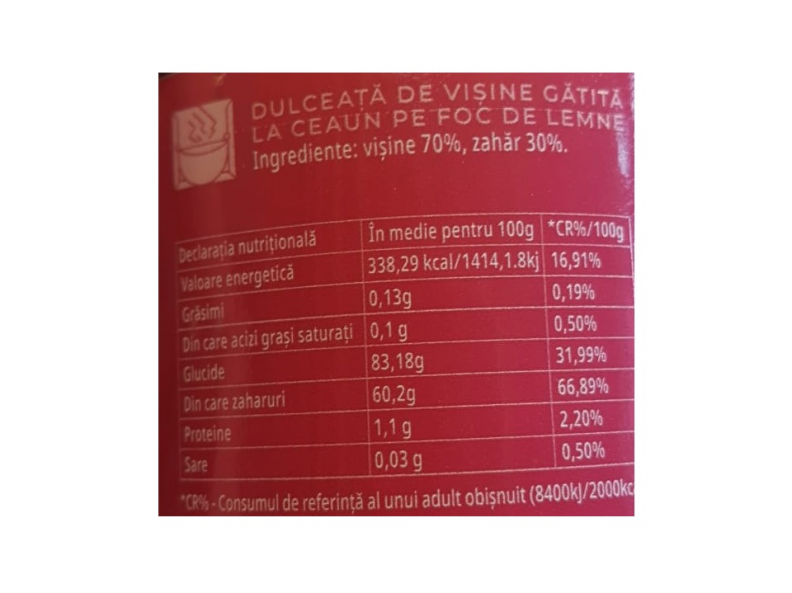 DULCEAȚĂ DE VIȘINE GĂTITĂ
LA CEAUN PE FOC DE LEMNE
Ingrediente: vișine 70%, zahăr 30%.
Declarația nutrițională În medie pentru 100g *CR%/100g
Valoare energetică 338,29 kcal/1414,1.8kj 16,91%
Grăsimi 0,13g 0,19%
Din care acizi grași saturați 0,1 g 0,50%
Glucide 83,18g 31,99%
Din care zaharuri 60,2g 66,89%
Proteine 1,1 g 2,20%
Sare 0,03 g 0,50%
*CR% - Consumul de referință al unui adult obișnuit (8400kJ/2000kc